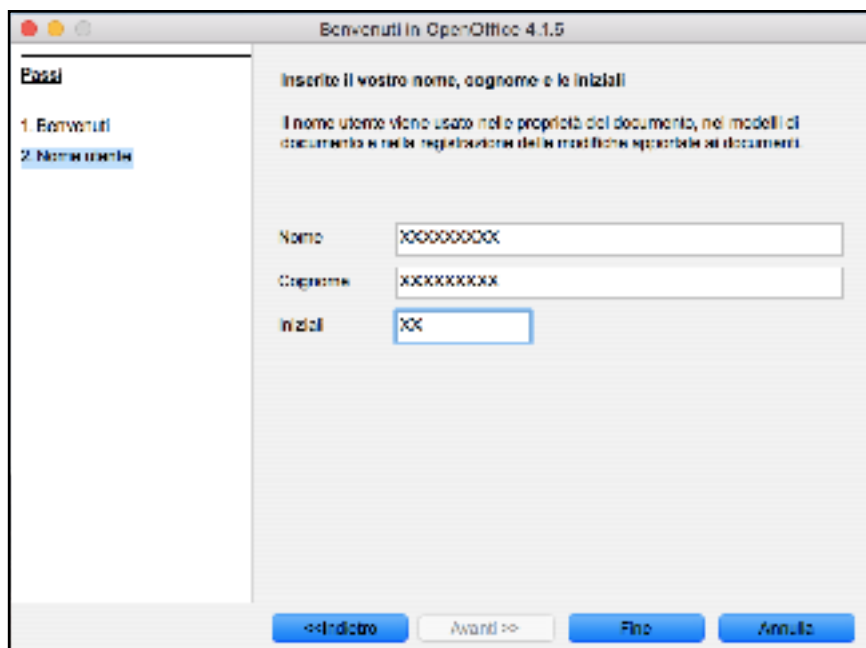 Benvenuti in OpenOffice 4.1.5
Passi
1. Benvenuti
2. Nome utente
Inserite il vostro nome, cognome e le iniziali
Il nome utente viene usato nelle proprietà del documento, nei modelli di
documento e nella registrazione delle modifiche apportate ai documenti.
Nome
XXXXXXXXX
Cognome
XXXXXXXXX
Iniziali
XX
<<Indietro
Avanti >>
Fine
Annulla